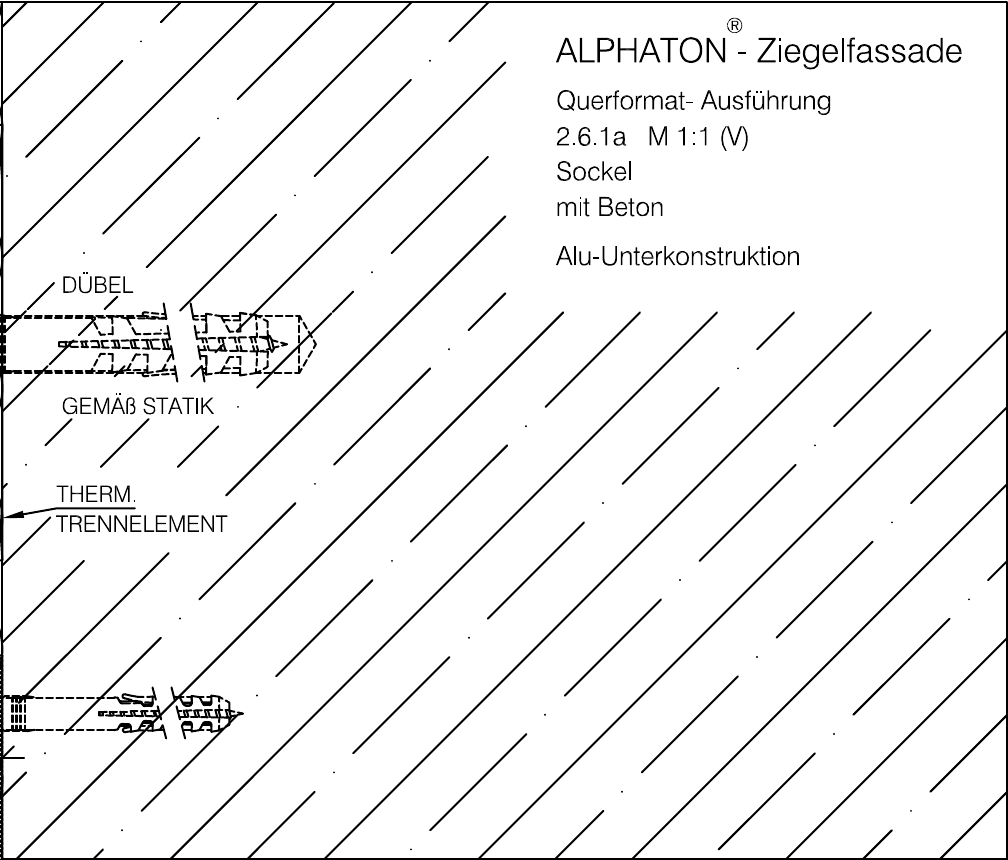 ALPHATON® - Ziegelfassade
Querformat- Ausführung
2.6.1a M 1:1 (V)
Sockel
mit Beton
Alu-Unterkonstruktion
DÜBEL
GEMÄß STATIK
THERM.
TRENNELEMENT